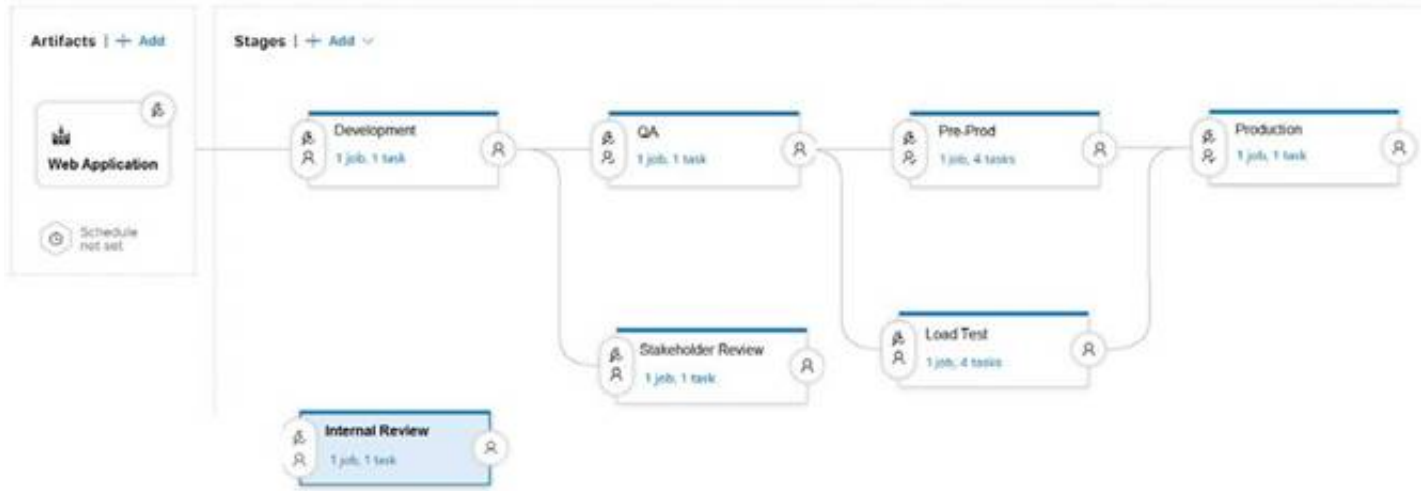 Artifacts | + Add
Stages | + Add
Web Application
Schedule
not set
Development
1 job, 1 task
QA
1 job, 1 task
Pre-Prod
1 job, 4 tasks
Production
1 job, 1 task
Stakeholder Review
1 job, 1 task
Load Test
1 job, 4 tasks
Internal Review
1 job, 1 task